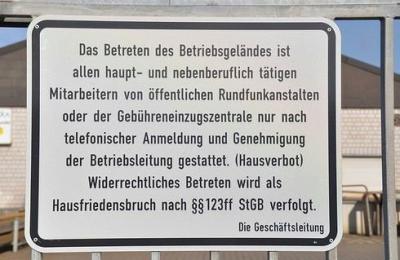 Das Betreten des Betriebsgeländes ist
allen haupt- und nebenberuflich tätigen
Mitarbeitern von öffentlichen Rundfunkanstalten
oder der Gebühreneinzugszentrale nur nach
telefonischer Anmeldung und Genehmigung
der Betriebsleitung gestattet. (Hausverbot)
Widerrechtliches Betreten wird als
Hausfriedensbruch nach §§123ff StGB verfolgt.
Die Geschäftsleitung